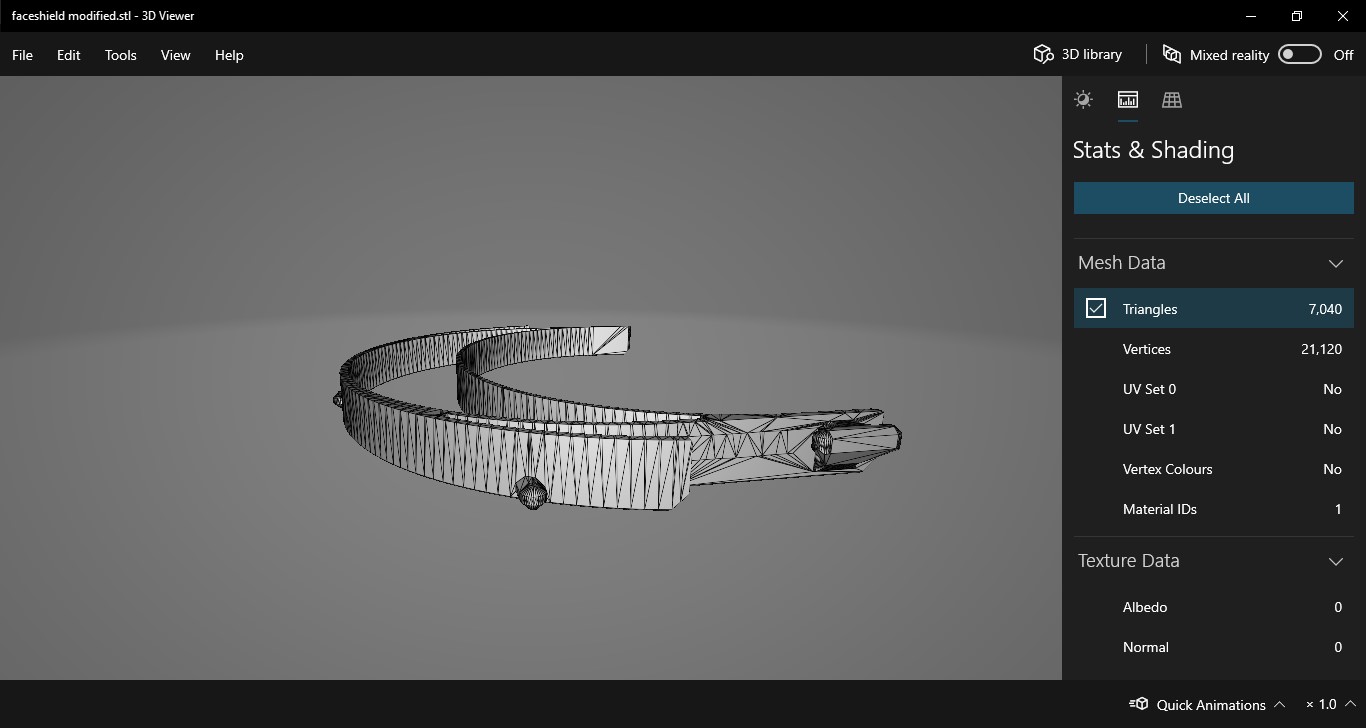 faceshield modified.stl - 3D Viewer
File Edit Tools View Help
3D library Mixed reality Off
Stats & Shading
Deselect All
Mesh Data
Triangles 7,040
Vertices 21,120
UV Set 0 No
UV Set 1 No
Vertex Colours No
Material IDs 1
Texture Data
Albedo 0
Normal 0
Quick Animations × 1.0